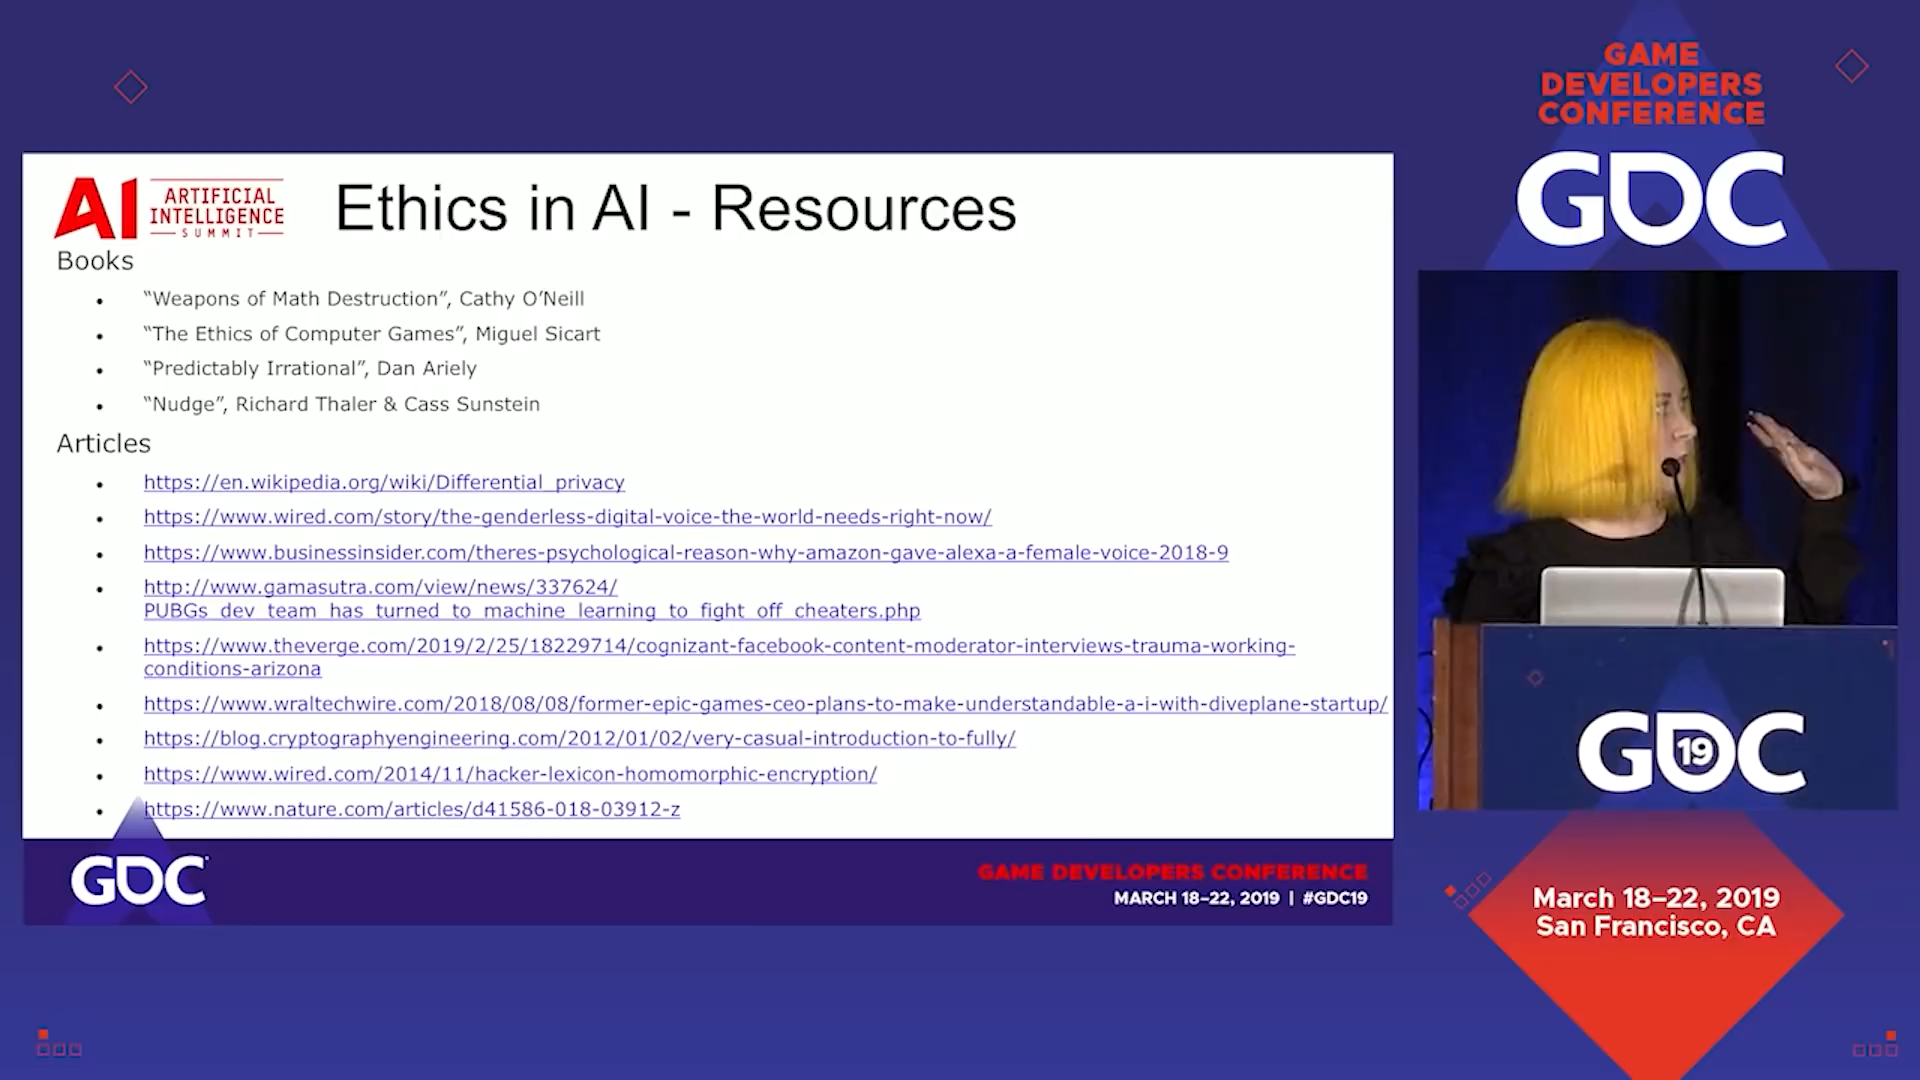 GAME
DEVELOPERS
CONFERENCE
GDC
AI ARTIFICIAL
INTELLIGENCE
SUMMIT
Ethics in AI - Resources
Books
• “Weapons of Math Destruction”, Cathy O’Neill
• “The Ethics of Computer Games”, Miguel Sicart
• “Predictably Irrational”, Dan Ariely
• “Nudge”, Richard Thaler & Cass Sunstein
Articles
• https://en.wikipedia.org/wiki/Differential_privacy
• https://www.wired.com/story/the-genderless-digital-voice-the-world-needs-right-now/
• https://www.businessinsider.com/theres-psychological-reason-why-amazon-gave-alexa-a-female-voice-2018-9
• http://www.gamasutra.com/view/news/337624/
PUBGs_dev_team_has_turned_to_machine_learning_to_fight_off_cheaters.php
• https://www.theverge.com/2019/2/25/18229714/cognizant-facebook-content-moderator-interviews-trauma-working-
conditions-arizona
• https://www.wraltechwire.com/2018/08/08/former-epic-games-ceo-plans-to-make-understandable-a-i-with-diveplane-startup/
• https://blog.cryptographyengineering.com/2012/01/02/very-casual-introduction-to-fully/
• https://www.wired.com/2014/11/hacker-lexicon-homomorphic-encryption/
• https://www.nature.com/articles/d41586-018-03912-z
GDC
GAME DEVELOPERS CONFERENCE
MARCH 18–22, 2019 | #GDC19
GDC
19
March 18–22, 2019
San Francisco, CA